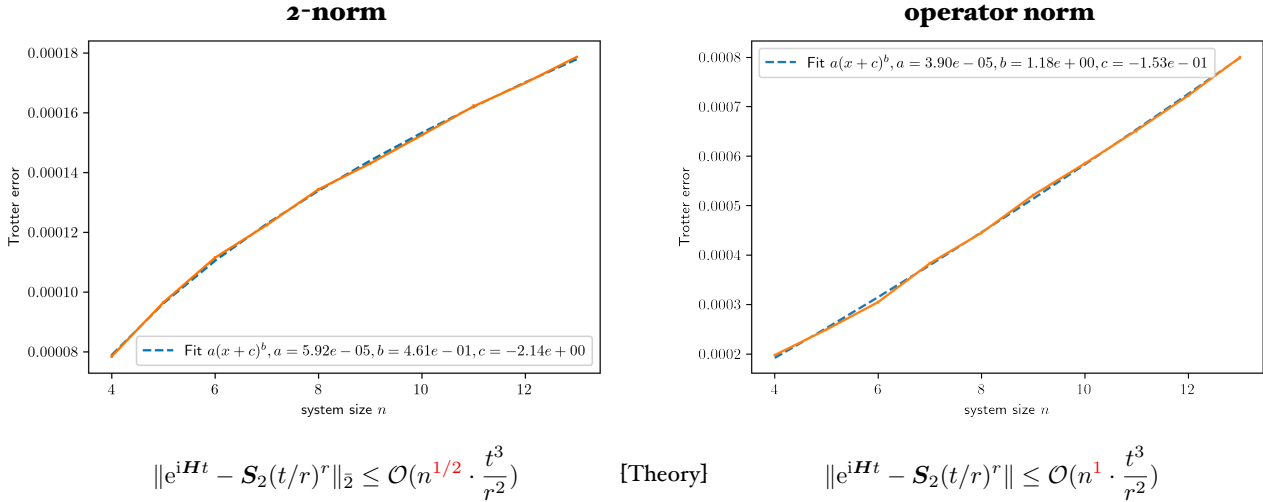 2-norm
0.00018
0.00016
0.00014
0.00012
0.00010
0.00008
Trotter error
Fit a(x + c)^b, a = 5.92e − 05, b = 4.61e − 01, c = −2.14e + 00
4 6 8 10 12
system size n
operator norm
0.0008
0.0007
0.0006
0.0005
0.0004
0.0003
0.0002
Trotter error
Fit a(x + c)^b, a = 3.90e − 05, b = 1.18e + 00, c = −1.53e − 01
4 6 8 10 12
system size n
‖e^{iHt} − S_2(t/r)^r‖_{\bar{2}} ≤ 𝒪(n^{1/2} · t^3/r^2)
[Theory]
‖e^{iHt} − S_2(t/r)^r‖ ≤ 𝒪(n^1 · t^3/r^2)